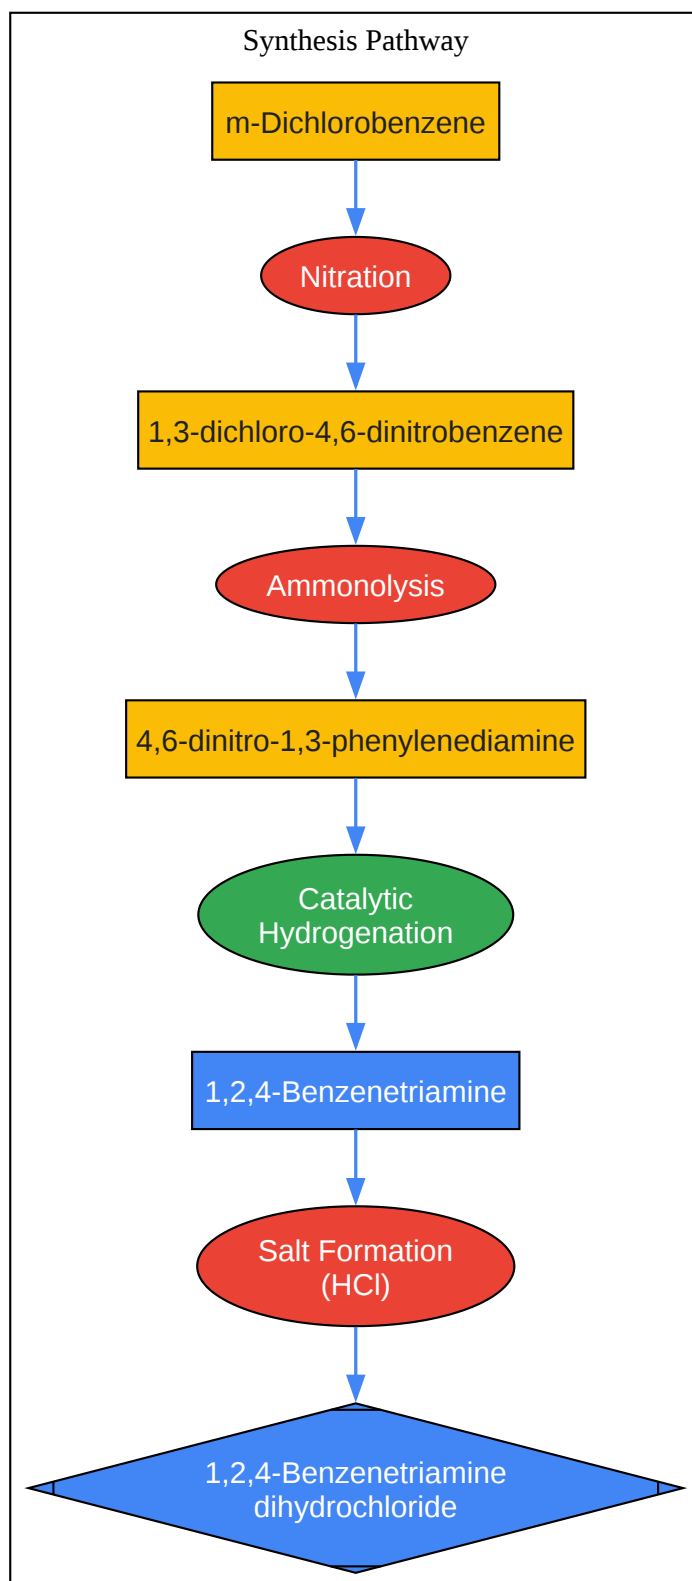 Synthesis Pathway
m-Dichlorobenzene
Nitration
1,3-dichloro-4,6-dinitrobenzene
Ammonolysis
4,6-dinitro-1,3-phenylenediamine
Catalytic
Hydrogenation
1,2,4-Benzenetriamine
Salt Formation
(HCl)
1,2,4-Benzenetriamine
dihydrochloride